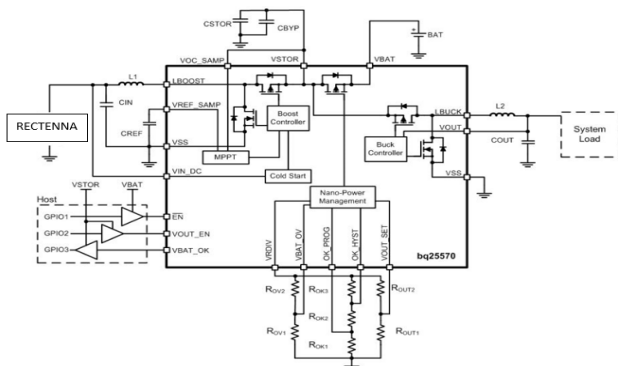 CSTOR
CBYP
BAT
VOC_SAMP
VSTOR
VBAT
L1
LBOOST
CIN
VREF_SAMP
CREF
RECTENNA
VSS
Boost
Controller
MPPT
Cold Start
VIN_DC
LBUCK
L2
VOUT
COUT
System
Load
Buck
Controller
VSS
Nano-Power
Management
VSTOR
VBAT
Host
GPIO1
EN
GPIO2
VOUT_EN
GPIO3
VBAT_OK
VRDIV
VBAT_OV
OK_PROG
OK_HYST
VOUT_SET
bq25570
ROV2
ROK3
ROUT2
ROK2
ROV1
ROUT1
ROK1